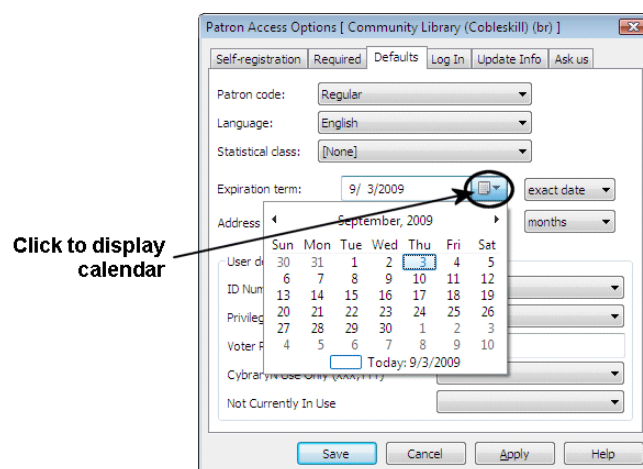 Patron Access Options [ Community Library (Cobleskill) (br) ]
Self-registration Required Defaults Log In Update Info Ask us
Patron code: Regular
Language: English
Statistical class: [None]
Expiration term: 9/ 3/2009 exact date
Address months
September, 2009
Click to display
calendar
Sun Mon Tue Wed Thu Fri Sat
30 31 1 2 3 4 5
6 7 8 9 10 11 12
13 14 15 16 17 18 19
20 21 22 23 24 25 26
27 28 29 30 1 2 3
4 5 6 7 8 9 10
Today: 9/3/2009
User de
ID Num
Privileg
Voter
Use Only
Not Currently In Use
Save Cancel Apply Help